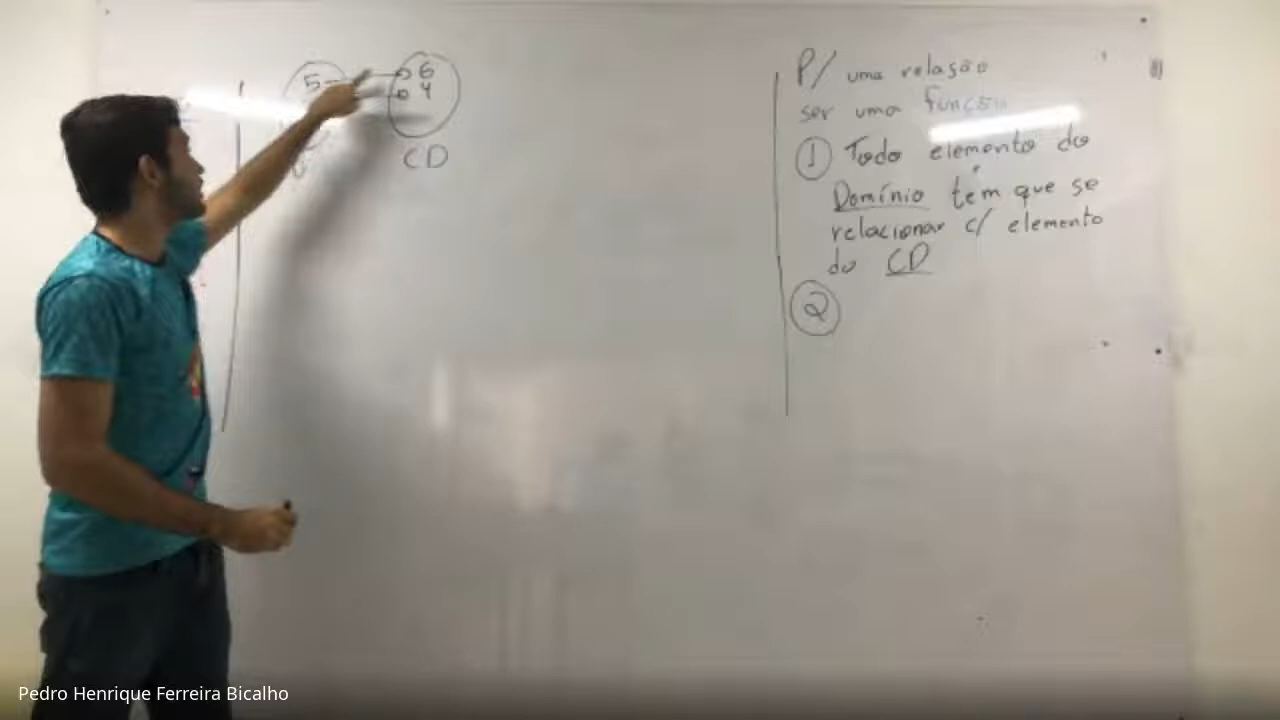 5
6
4
CD
P/ uma relação
ser uma função
① Todo elemento do
Domínio tem que se
relacionar c/ elemento
do CD
②
Pedro Henrique Ferreira Bicalho